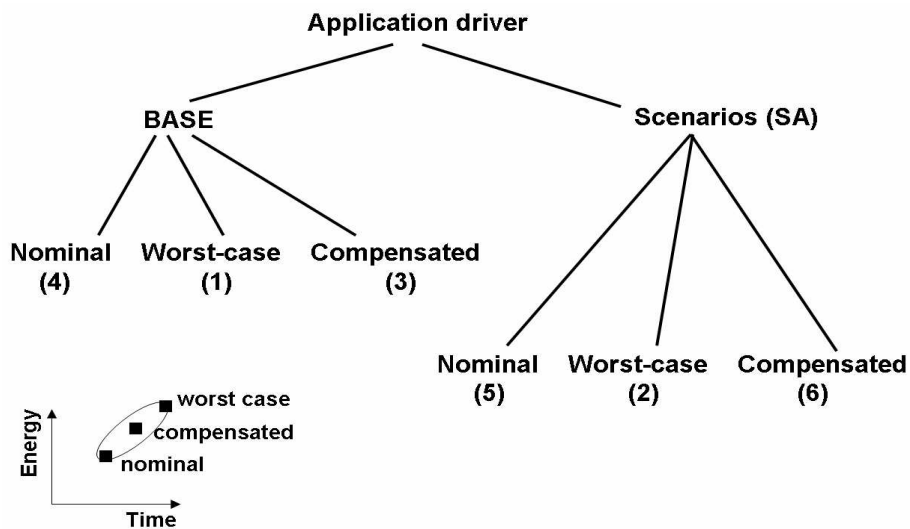 Application driver
BASE
Scenarios (SA)
Nominal Worst-case Compensated
(4) (1) (3)
Nominal Worst-case Compensated
(5) (2) (6)
worst case
compensated
nominal
Energy
Time